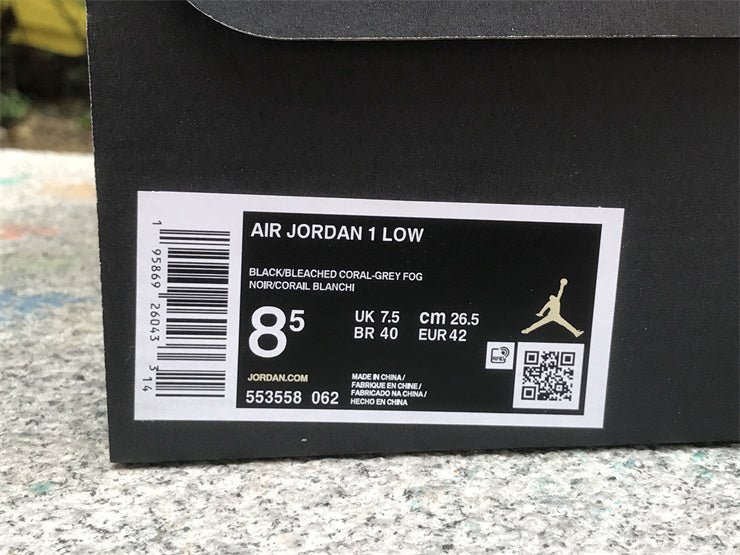 AIR JORDAN 1 LOW
BLACK/BLEACHED CORAL-GREY FOG
NOIR/CORAIL BLANCHI
8⁵
UK 7.5 cm 26.5
BR 40 EUR 42
JORDAN.COM
553558 062
MADE IN CHINA /
FABRIQUE EN CHINE /
FABRICADO NA CHINA /
HECHO EN CHINA
RFID
1 95869 26043 3 14